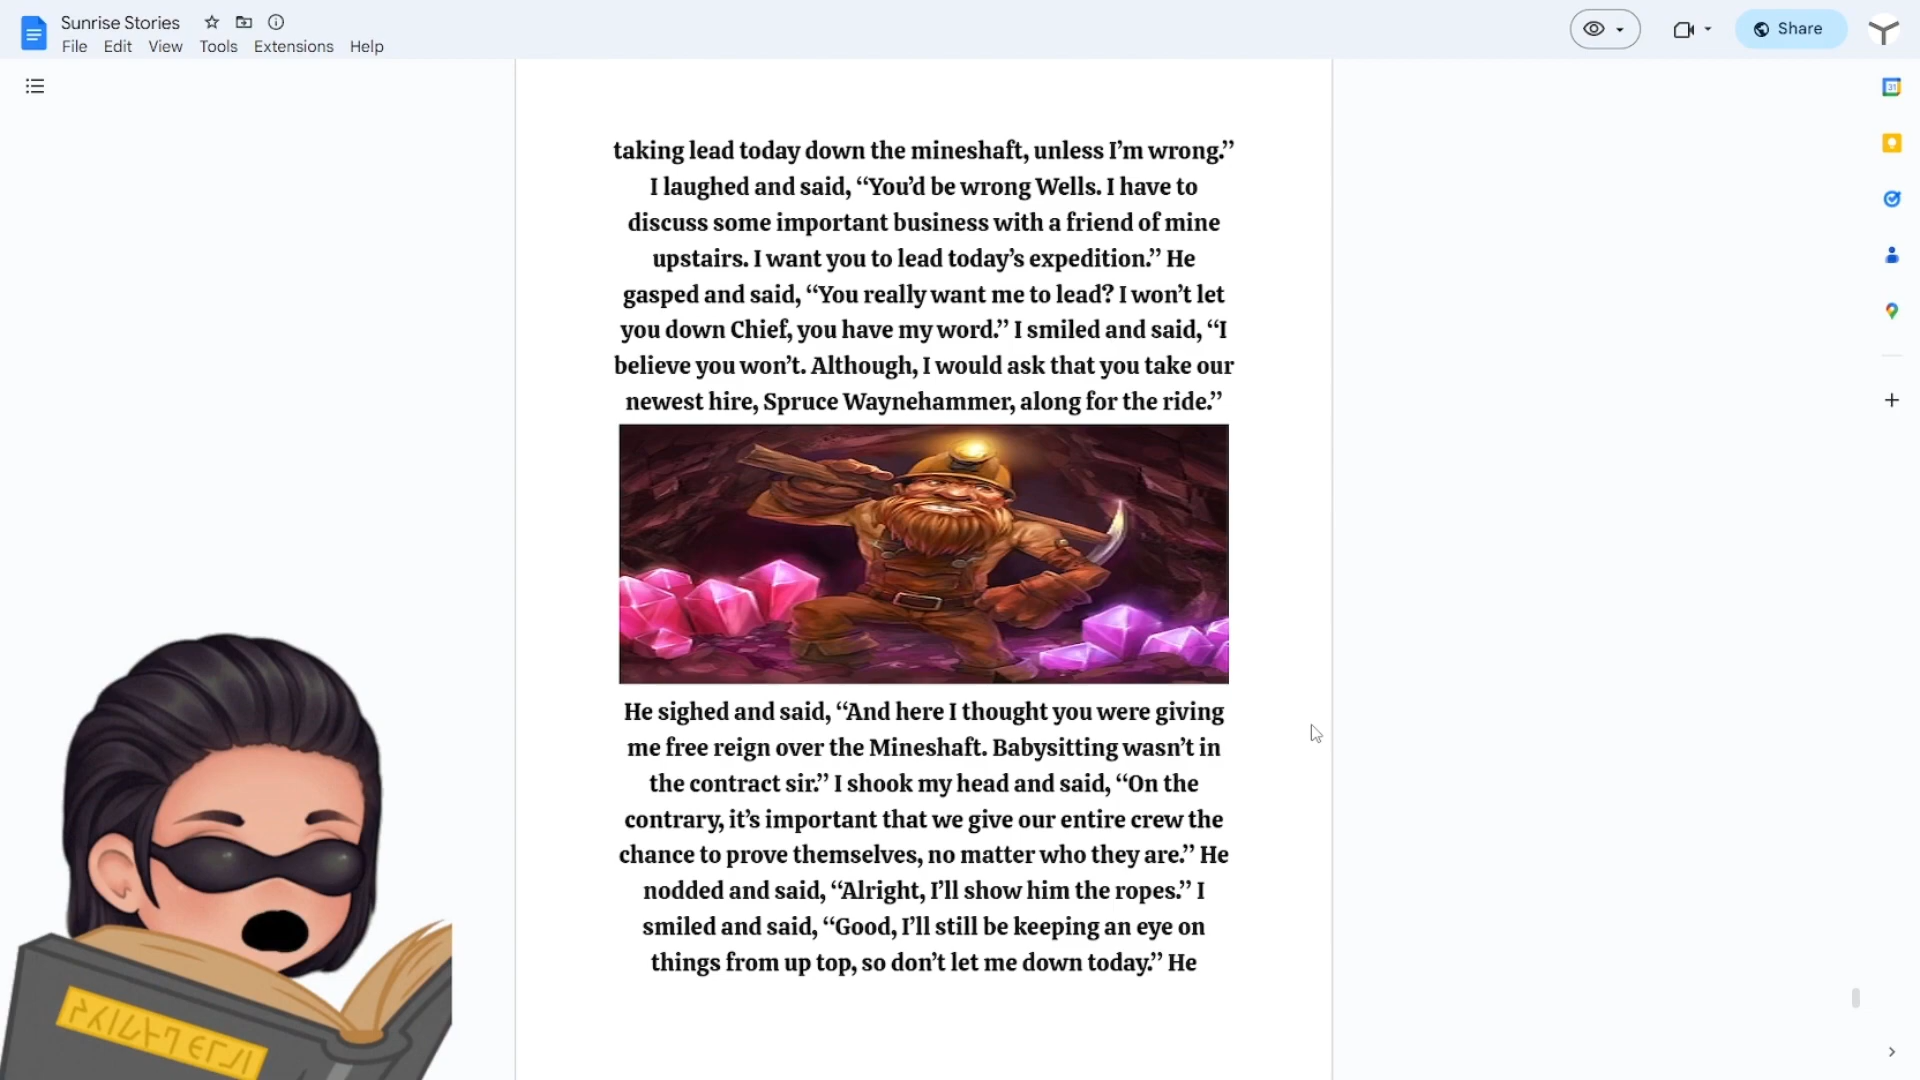 Sunrise Stories
File Edit View Tools Extensions Help
Share
31
taking lead today down the mineshaft, unless I’m wrong.”
I laughed and said, “You’d be wrong Wells. I have to
discuss some important business with a friend of mine
upstairs. I want you to lead today’s expedition.” He
gasped and said, “You really want me to lead? I won’t let
you down Chief, you have my word.” I smiled and said, “I
believe you won’t. Although, I would ask that you take our
newest hire, Spruce Waynehammer, along for the ride.”
He sighed and said, “And here I thought you were giving
me free reign over the Mineshaft. Babysitting wasn’t in
the contract sir.” I shook my head and said, “On the
contrary, it’s important that we give our entire crew the
chance to prove themselves, no matter who they are.” He
nodded and said, “Alright, I’ll show him the ropes.” I
smiled and said, “Good, I’ll still be keeping an eye on
things from up top, so don’t let me down today.” He